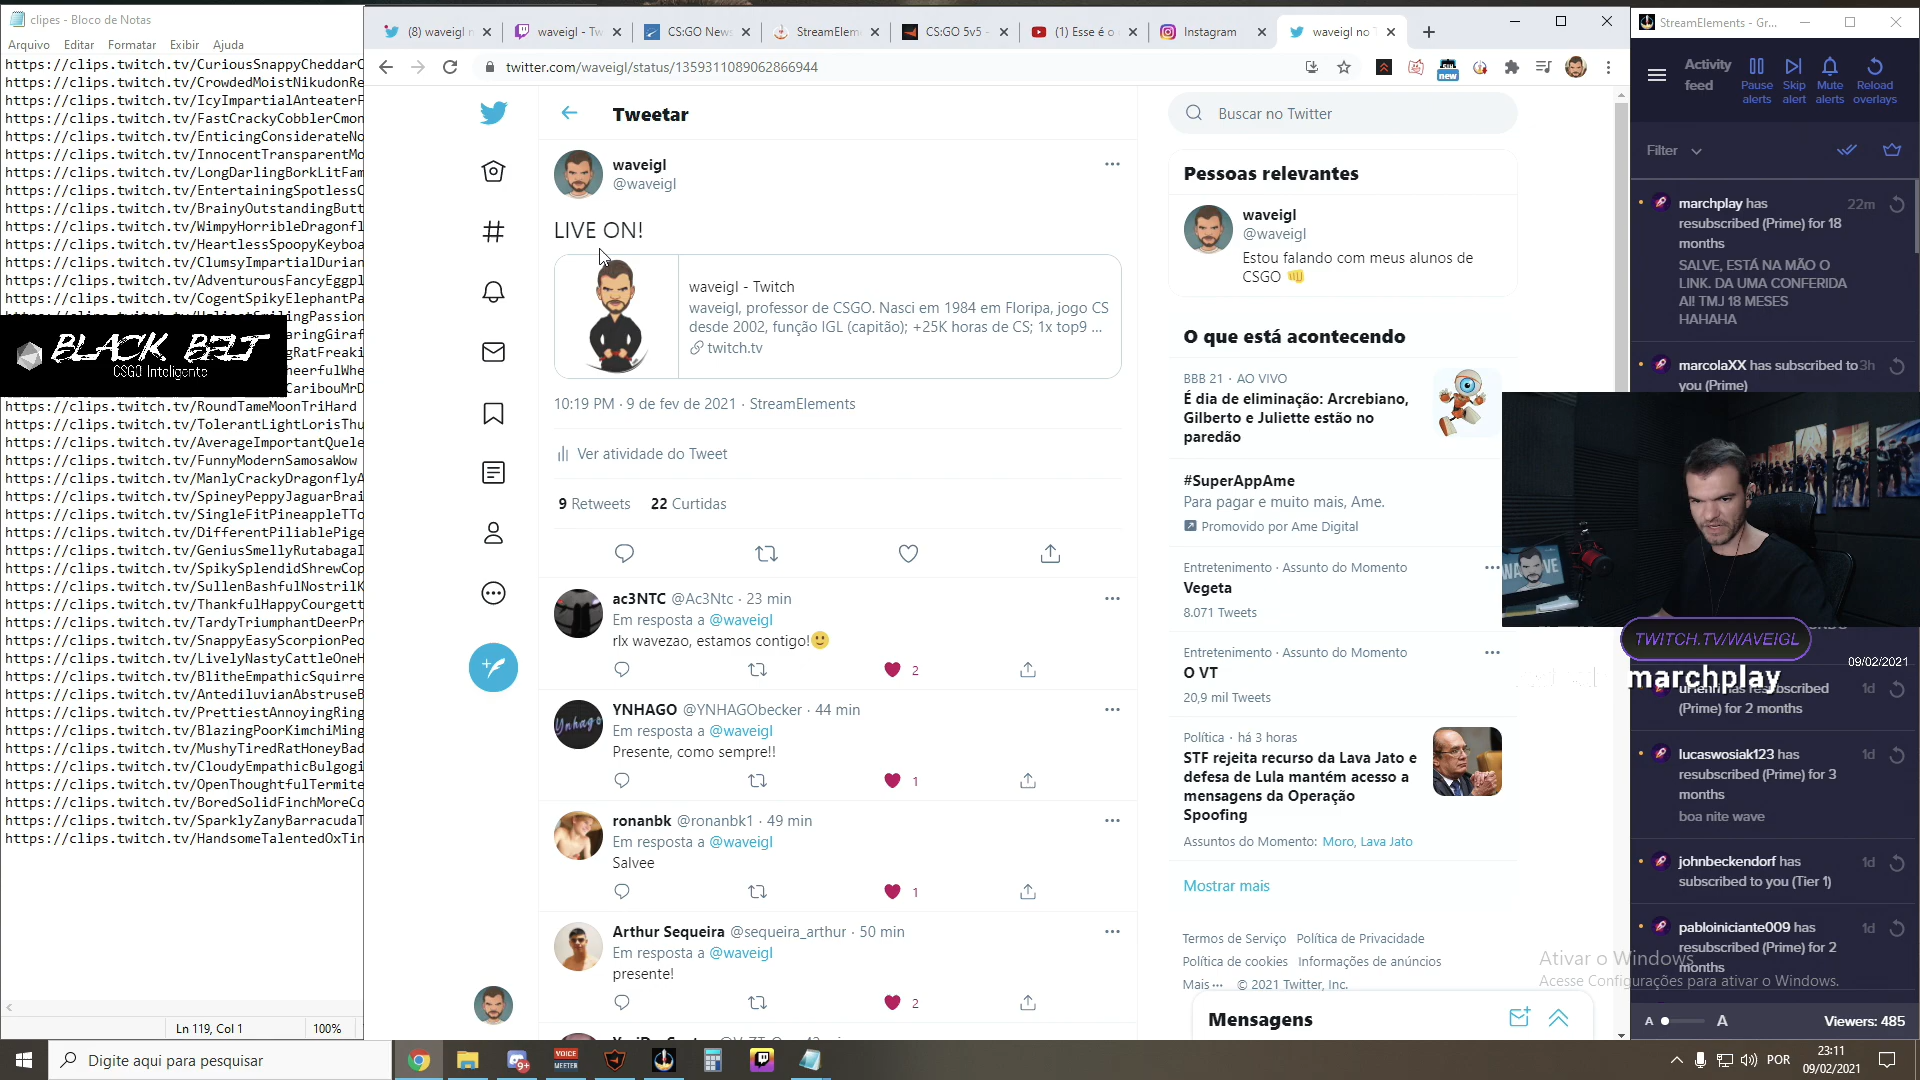 clipes - Bloco de Notas
Arquivo Editar Formatar Exibir Ajuda
https://clips.twitch.tv/CuriousSnappyCheddarC
https://clips.twitch.tv/CrowdedMoistNikudonRe
https://clips.twitch.tv/IcyImpartialAnteaterF
https://clips.twitch.tv/FastCrackyCobblerCmon
https://clips.twitch.tv/EnticingConsiderateNo
https://clips.twitch.tv/InnocentTransparentMo
https://clips.twitch.tv/LongDarlingBorkLitFam
https://clips.twitch.tv/EntertainingSpotlessC
https://clips.twitch.tv/BrainyOutstandingButt
https://clips.twitch.tv/WimpyHorribleDragonfl
https://clips.twitch.tv/HeartlessSpoopyKeyboa
https://clips.twitch.tv/ClumsyImpartialDurian
https://clips.twitch.tv/AdventurousFancyEggpl
https://clips.twitch.tv/CogentSpikyElephantPa
BLACK BELT
CSGO Inteligente
aringGiraf
gRatFreaki
eerfulWhe
CaribouMrD
https://clips.twitch.tv/RoundTameMoonTriHard
https://clips.twitch.tv/TolerantLightLorisThu
https://clips.twitch.tv/AverageImportantQuele
https://clips.twitch.tv/FunnyModernSamosaWow
https://clips.twitch.tv/ManlyCrackyDragonflyA
https://clips.twitch.tv/SpineyPeppyJaguarBrai
https://clips.twitch.tv/SingleFitPineappleTTo
https://clips.twitch.tv/DifferentPiliablePige
https://clips.twitch.tv/GeniusSmellyRutabagaI
https://clips.twitch.tv/SpikySplendidShrewCop
https://clips.twitch.tv/SullenBashfulNostrilK
https://clips.twitch.tv/ThankfulHappyCourgett
https://clips.twitch.tv/TardyTriumphantDeerPr
https://clips.twitch.tv/SnappyEasyScorpionPed
https://clips.twitch.tv/LivelyNastyCattleOneH
https://clips.twitch.tv/BlitheEmpathicSquirre
https://clips.twitch.tv/AntediluvianAbstruseB
https://clips.twitch.tv/PrettiestAnnoyingRing
https://clips.twitch.tv/BlazingPoorKimchiMing
https://clips.twitch.tv/MushyTiredRatHoneyBad
https://clips.twitch.tv/CloudyEmpathicBulgogi
https://clips.twitch.tv/OpenThoughtfulTermite
https://clips.twitch.tv/BoredSolidFinchMoreCo
https://clips.twitch.tv/SparklyZanyBarracudaT
https://clips.twitch.tv/HandsomeTalentedOxTin
Ln 119, Col 1 100%
(8) waveigl n waveigl - Tw CS:GO News StreamElem CS:GO 5v5 - (1) Esse é o Instagram waveigl no T
twitter.com/waveigl/status/1359311089062866944
new
Tweetar
waveigl
@waveigl
LIVE ON!
waveigl - Twitch
waveigl, professor de CSGO. Nasci em 1984 em Floripa, jogo CS
desde 2002, função IGL (capitão); +25K horas de CS; 1x top9 ...
twitch.tv
10:19 PM · 9 de fev de 2021 · StreamElements
Ver atividade do Tweet
9 Retweets 22 Curtidas
ac3NTC @Ac3Ntc · 23 min
Em resposta a @waveigl
rlx wavezao, estamos contigo!🙂
2
Ynhago
YNHAGO @YNHAGObecker · 44 min
Em resposta a @waveigl
Presente, como sempre!!
1
ronanbk @ronanbk1 · 49 min
Em resposta a @waveigl
Salvee
1
Arthur Sequeira @sequeira_arthur · 50 min
Em resposta a @waveigl
presente!
2
Buscar no Twitter
Pessoas relevantes
waveigl
@waveigl
Estou falando com meus alunos de
CSGO 👊
O que está acontecendo
BBB 21 · AO VIVO
É dia de eliminação: Arcrebiano,
Gilberto e Juliette estão no
paredão
#SuperAppAme
Para pagar e muito mais, Ame.
Promovido por Ame Digital
Entretenimento · Assunto do Momento
Vegeta
8.071 Tweets
Entretenimento · Assunto do Momento
O VT
20,9 mil Tweets
Política · há 3 horas
STF rejeita recurso da Lava Jato e
defesa de Lula mantém acesso a
mensagens da Operação
Spoofing
Assuntos do Momento: Moro, Lava Jato
Mostrar mais
Termos de Serviço Política de Privacidade
Política de cookies Informações de anúncios
Mais ··· © 2021 Twitter, Inc.
Mensagens
StreamElements - Gr...
Activity
feed
Pause
alerts
Skip
alert
Mute
alerts
Reload
overlays
Filter
marchplay has 22m
resubscribed (Prime) for 18
months
SALVE, ESTÁ NA MÃO O
LINK. DA UMA CONFERIDA
AI! TMJ 18 MESES
HAHAHA
marcolaXX has subscribed to 3h
you (Prime)
WAVE
TWITCH.TV/WAVEIGL
09/02/2021
marchplay
has resubscribed 1d
(Prime) for 2 months
lucaswosiak123 has 1d
resubscribed (Prime) for 3
months
boa nite wave
johnbeckendorf has 1d
subscribed to you (Tier 1)
pabloiniciante009 has 1d
resubscribed (Prime) for 2
months
Ativar o Windows
Acesse Configurações para ativar o Windows.
A A Viewers: 485
Digite aqui para pesquisar
9+
VOICE
MEETER
POR
23:11
09/02/2021